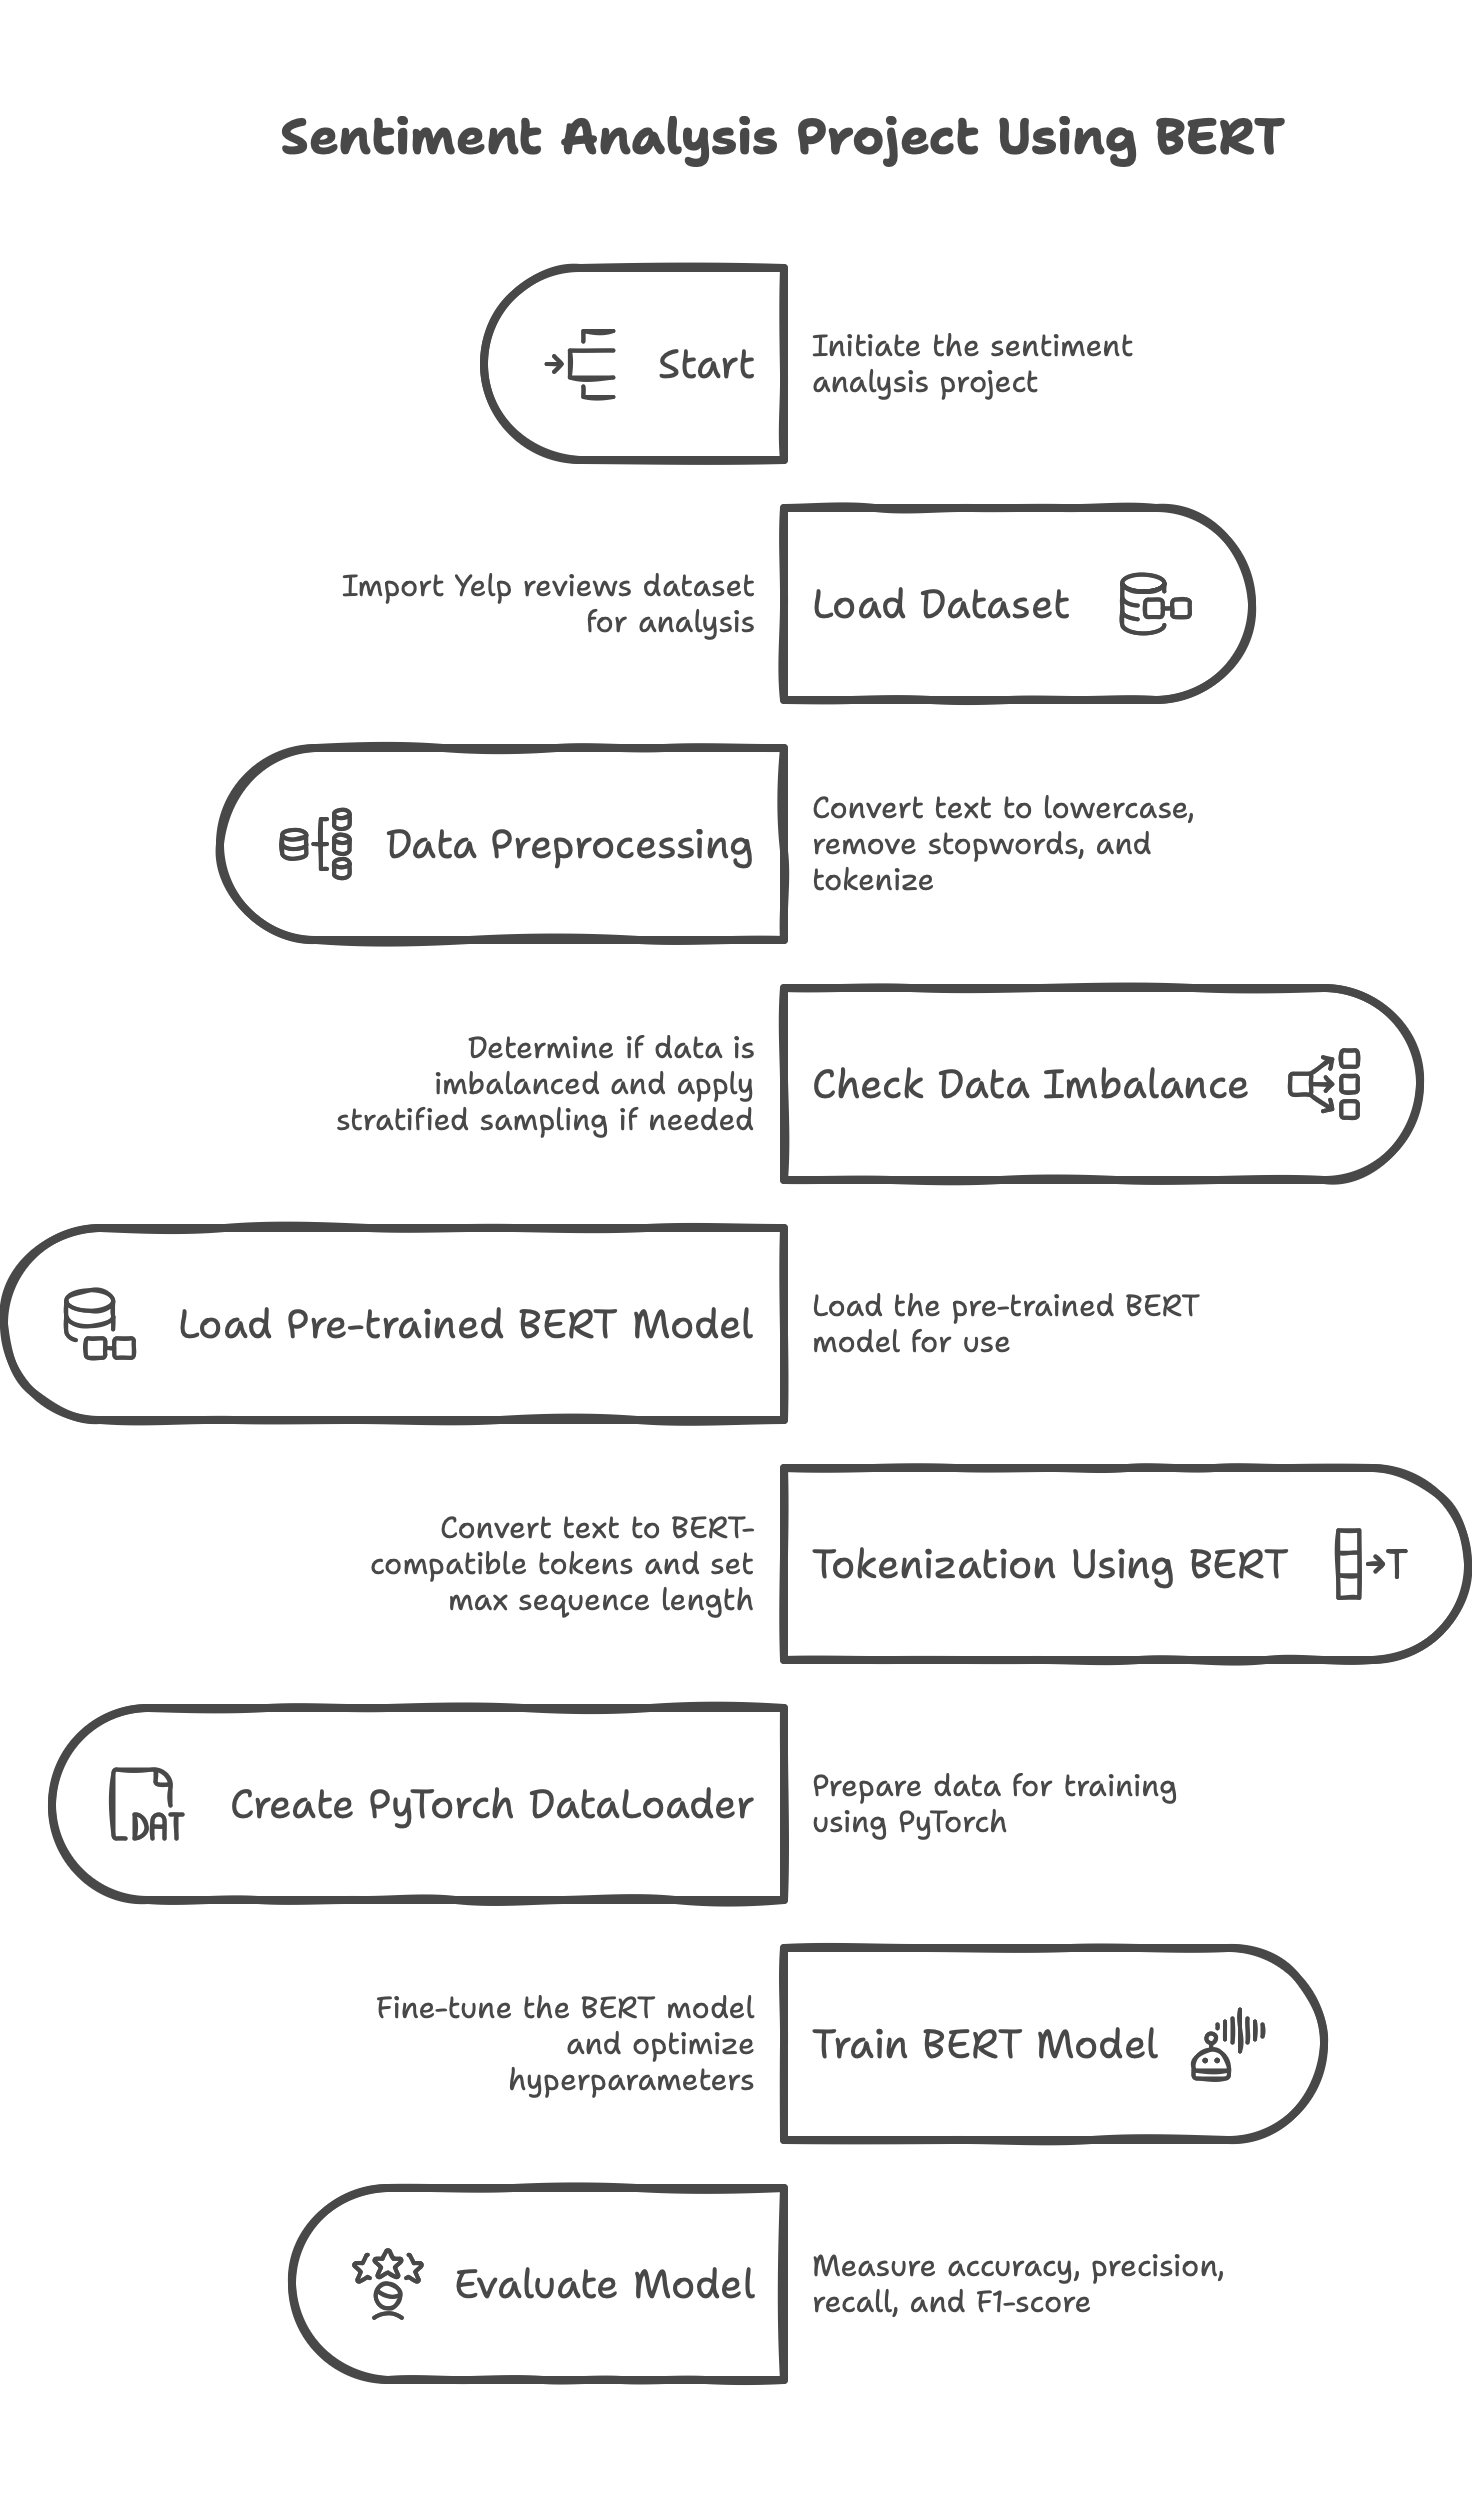 Sentiment Analysis Project Using BERT
Start
Initiate the sentiment
analysis project
Import Yelp reviews dataset
for analysis
Load Dataset
Data Preprocessing
Convert text to lowercase,
remove stopwords, and
tokenize
Determine if data is
imbalanced and apply
stratified sampling if needed
Check Data Imbalance
Load Pre-trained BERT Model
Load the pre-trained BERT
model for use
Convert text to BERT-
compatible tokens and set
max sequence length
Tokenization Using BERT
T
DAT
Create PyTorch DataLoader
Prepare data for training
using PyTorch
Fine-tune the BERT model
and optimize
hyperparameters
Train BERT Model
Evaluate Model
Measure accuracy, precision,
recall, and F1-score